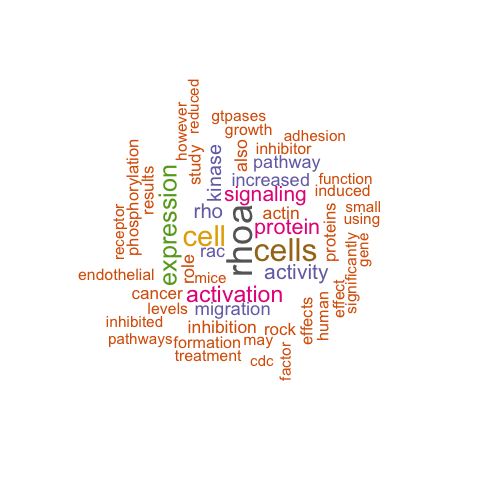 however
reduced
gtpases
growth
adhesion
phosphorylation
results
study
also
inhibitor
kinase
pathway
increased
function
induced
expression
signaling
receptor
rho
actin
protein
proteins
small
using
cell
rhoa
cells
rac
gene
significantly
endothelial
role
mice
activity
effect
cancer
activation
levels
migration
effects
human
inhibited
inhibition
rock
pathways
formation
may
treatment
cdc
factor